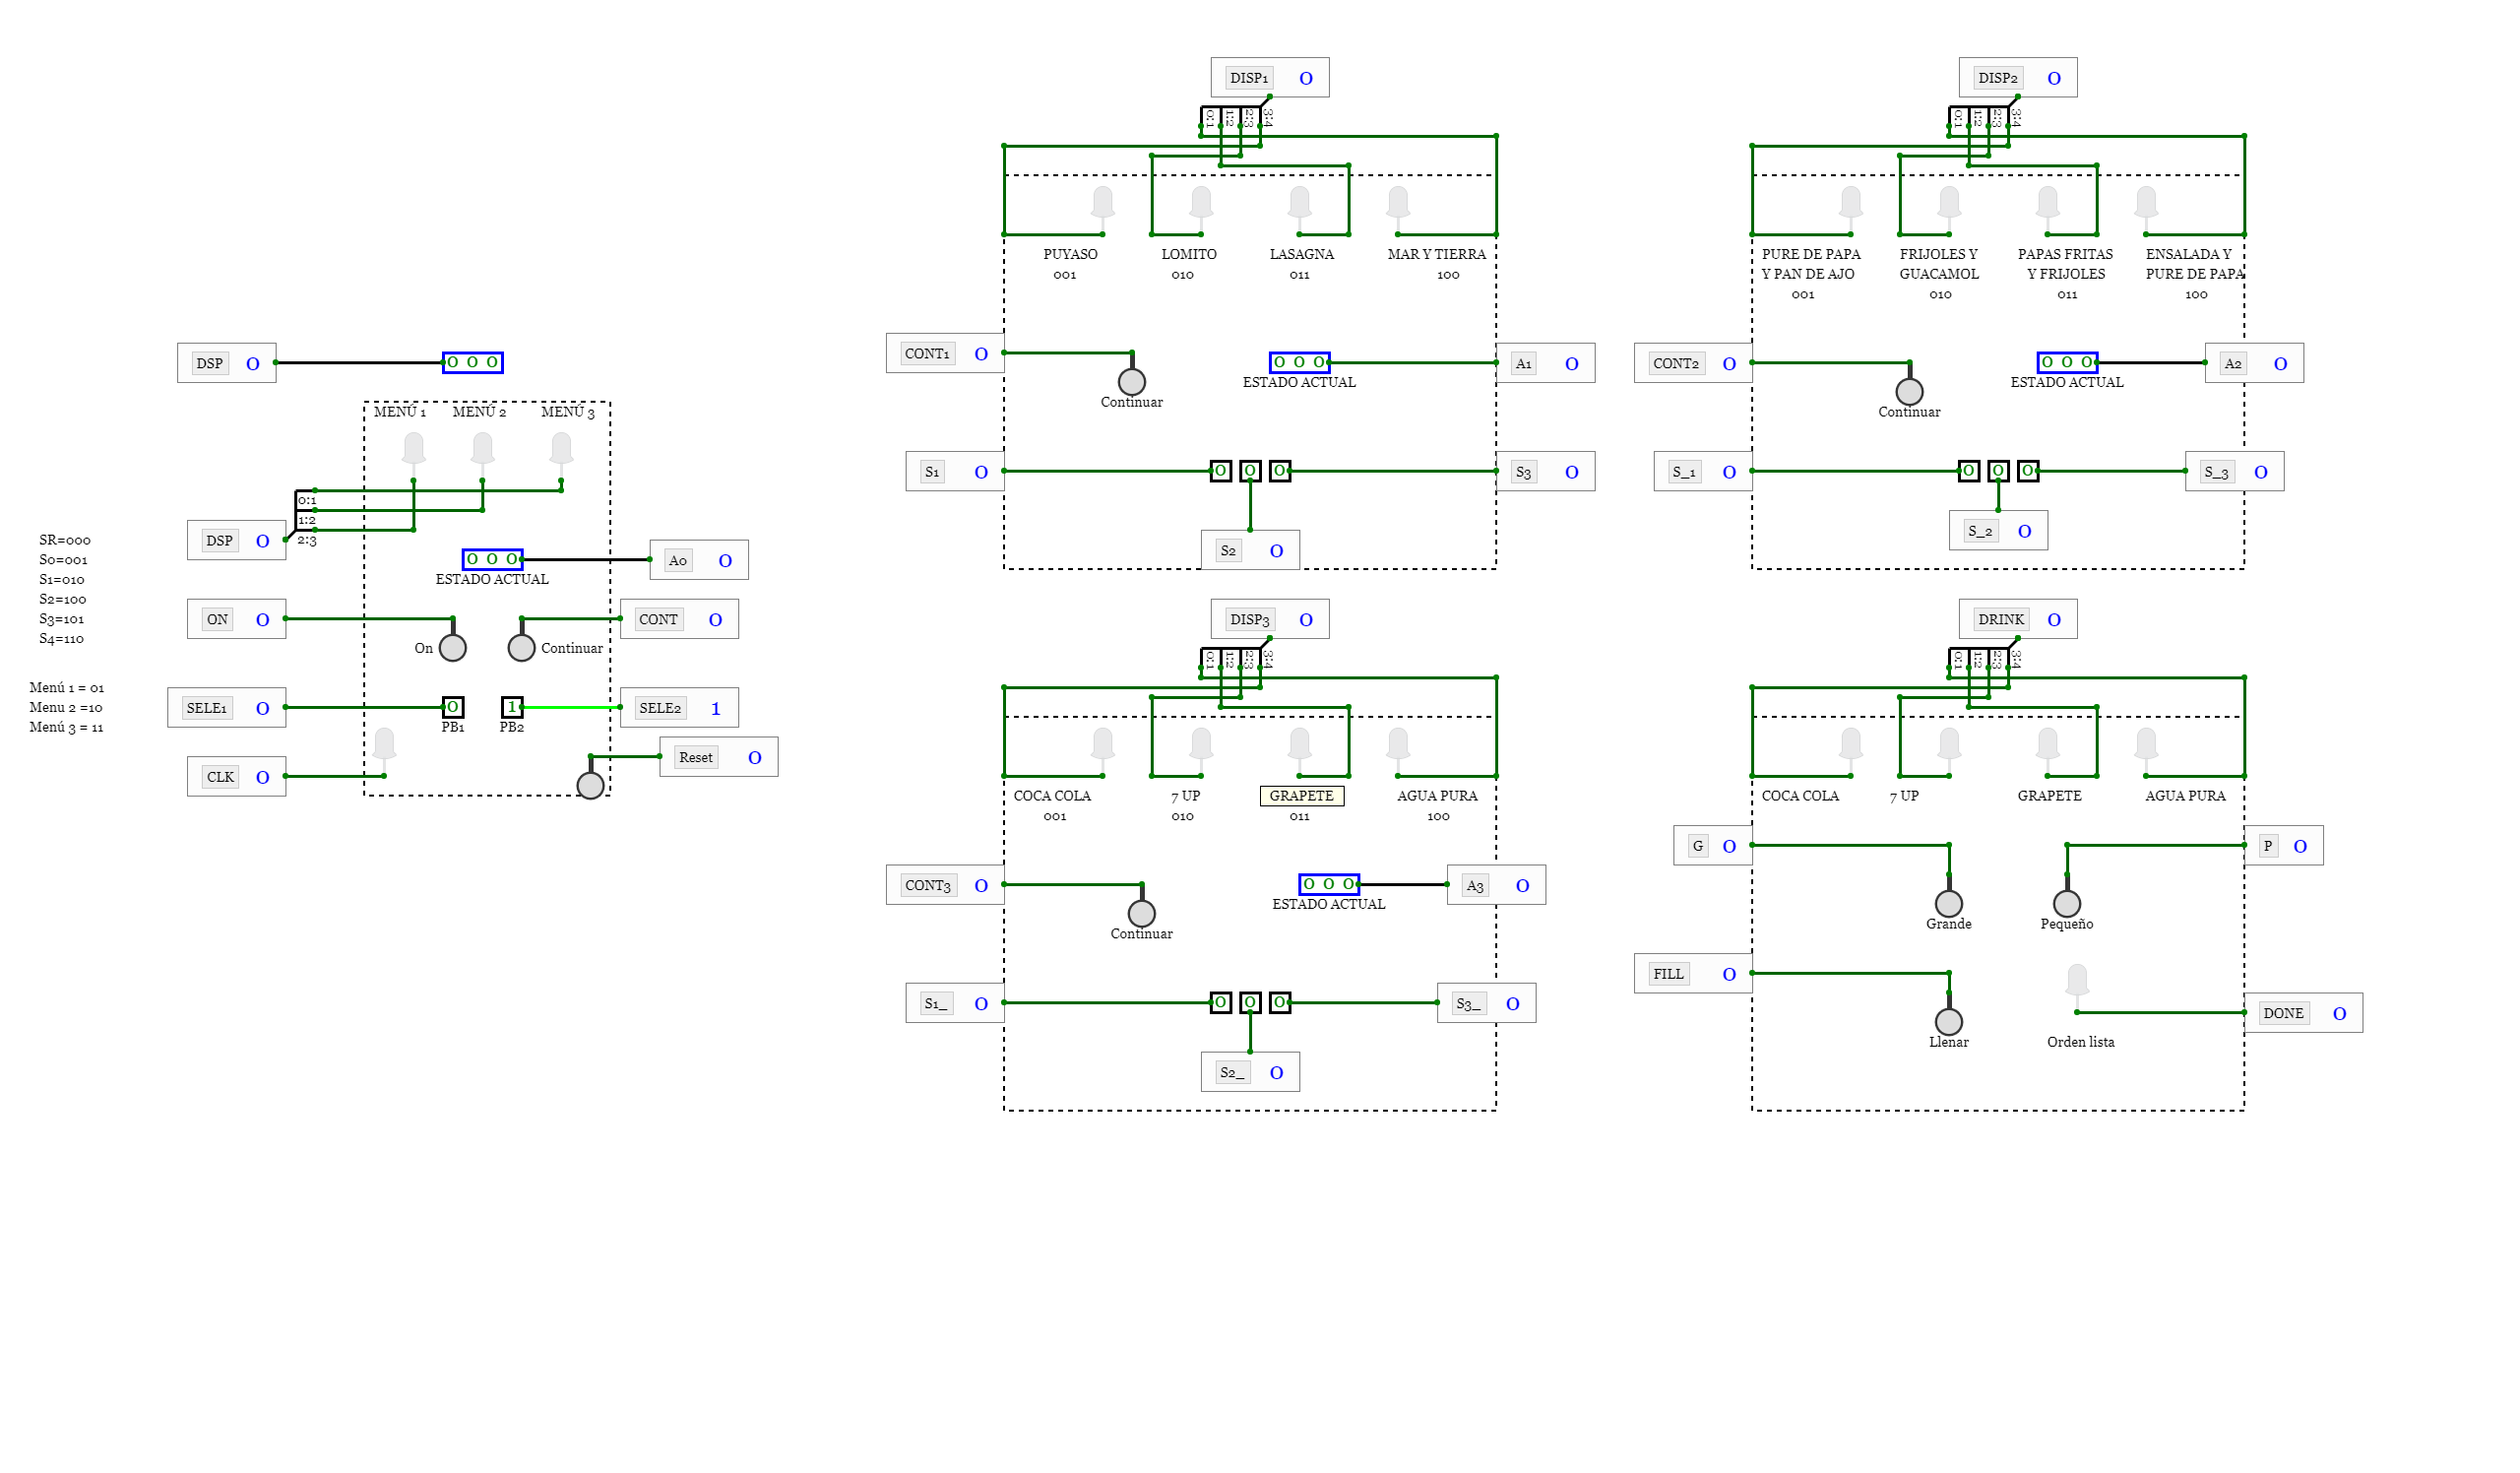 DSP 0
0 0 0
MENÚ 1 MENÚ 2 MENÚ 3
0:1
1:2
2:3
DSP 0
SR=000
S0=001
S1=010
S2=100
S3=101
S4=110
0 0 0
A0 0
ESTADO ACTUAL
ON 0
CONT 0
On
Continuar
Menú 1 = 01
Menu 2 =10
Menú 3 = 11
SELE1 0
0
1
SELE2 1
PB1
PB2
CLK 0
Reset 0
DISP1 0
0:1 1:2 2:3 3:4
PUYASO LOMITO LASAGNA MAR Y TIERRA
001 010 011 100
CONT1 0
0 0 0
A1 0
ESTADO ACTUAL
Continuar
S1 0
0 0 0
S3 0
S2 0
DISP2 0
0:1 1:2 2:3 3:4
PURE DE PAPA FRIJOLES Y PAPAS FRITAS ENSALADA Y
Y PAN DE AJO GUACAMOL Y FRIJOLES PURE DE PAPA
001 010 011 100
CONT2 0
0 0 0
A2 0
ESTADO ACTUAL
Continuar
S_1 0
0 0 0
S_3 0
S_2 0
DISP3 0
0:1 1:2 2:3 3:4
COCA COLA 7 UP GRAPETE AGUA PURA
001 010 011 100
CONT3 0
0 0 0
A3 0
ESTADO ACTUAL
Continuar
S1_ 0
0 0 0
S3_ 0
S2_ 0
DRINK 0
0:1 1:2 2:3 3:4
COCA COLA 7 UP GRAPETE AGUA PURA
G 0
P 0
Grande
Pequeño
FILL 0
DONE 0
Llenar
Orden lista